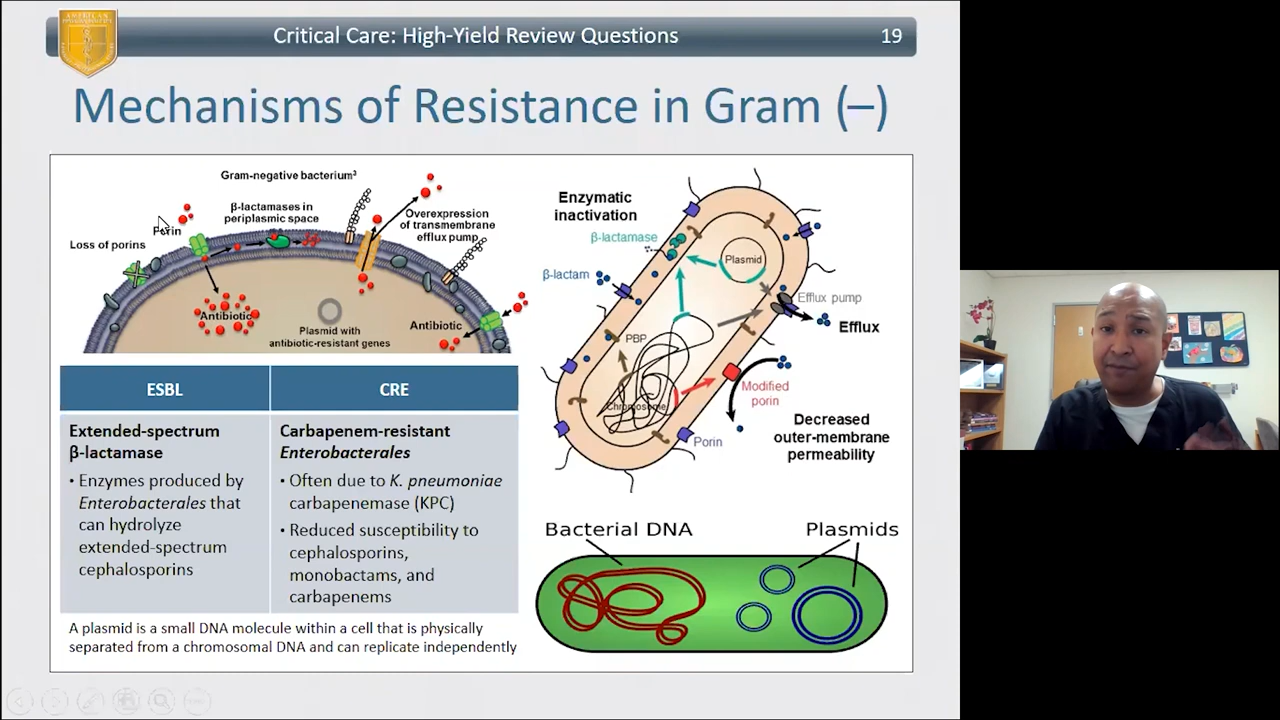 AMERICAN
Critical Care: High-Yield Review Questions
19
Mechanisms of Resistance in Gram (–)
Gram-negative bacterium³
β-lactamases in
periplasmic space
Porin
Loss of porins
Overexpression
of transmembrane
efflux pump
Antibiotic
Plasmid with
antibiotic-resistant genes
Antibiotic
Enzymatic
inactivation
β-lactamase
β-lactam
Plasmid
Efflux pump
Efflux
PBP
Chromosome
Modified
porin
Porin
Decreased
outer-membrane
permeability
ESBL
CRE
Extended-spectrum
β-lactamase
• Enzymes produced by
Enterobacterales that
can hydrolyze
extended-spectrum
cephalosporins
Carbapenem-resistant
Enterobacterales
• Often due to K. pneumoniae
carbapenemase (KPC)
• Reduced susceptibility to
cephalosporins,
monobactams, and
carbapenems
A plasmid is a small DNA molecule within a cell that is physically
separated from a chromosomal DNA and can replicate independently
Bacterial DNA
Plasmids